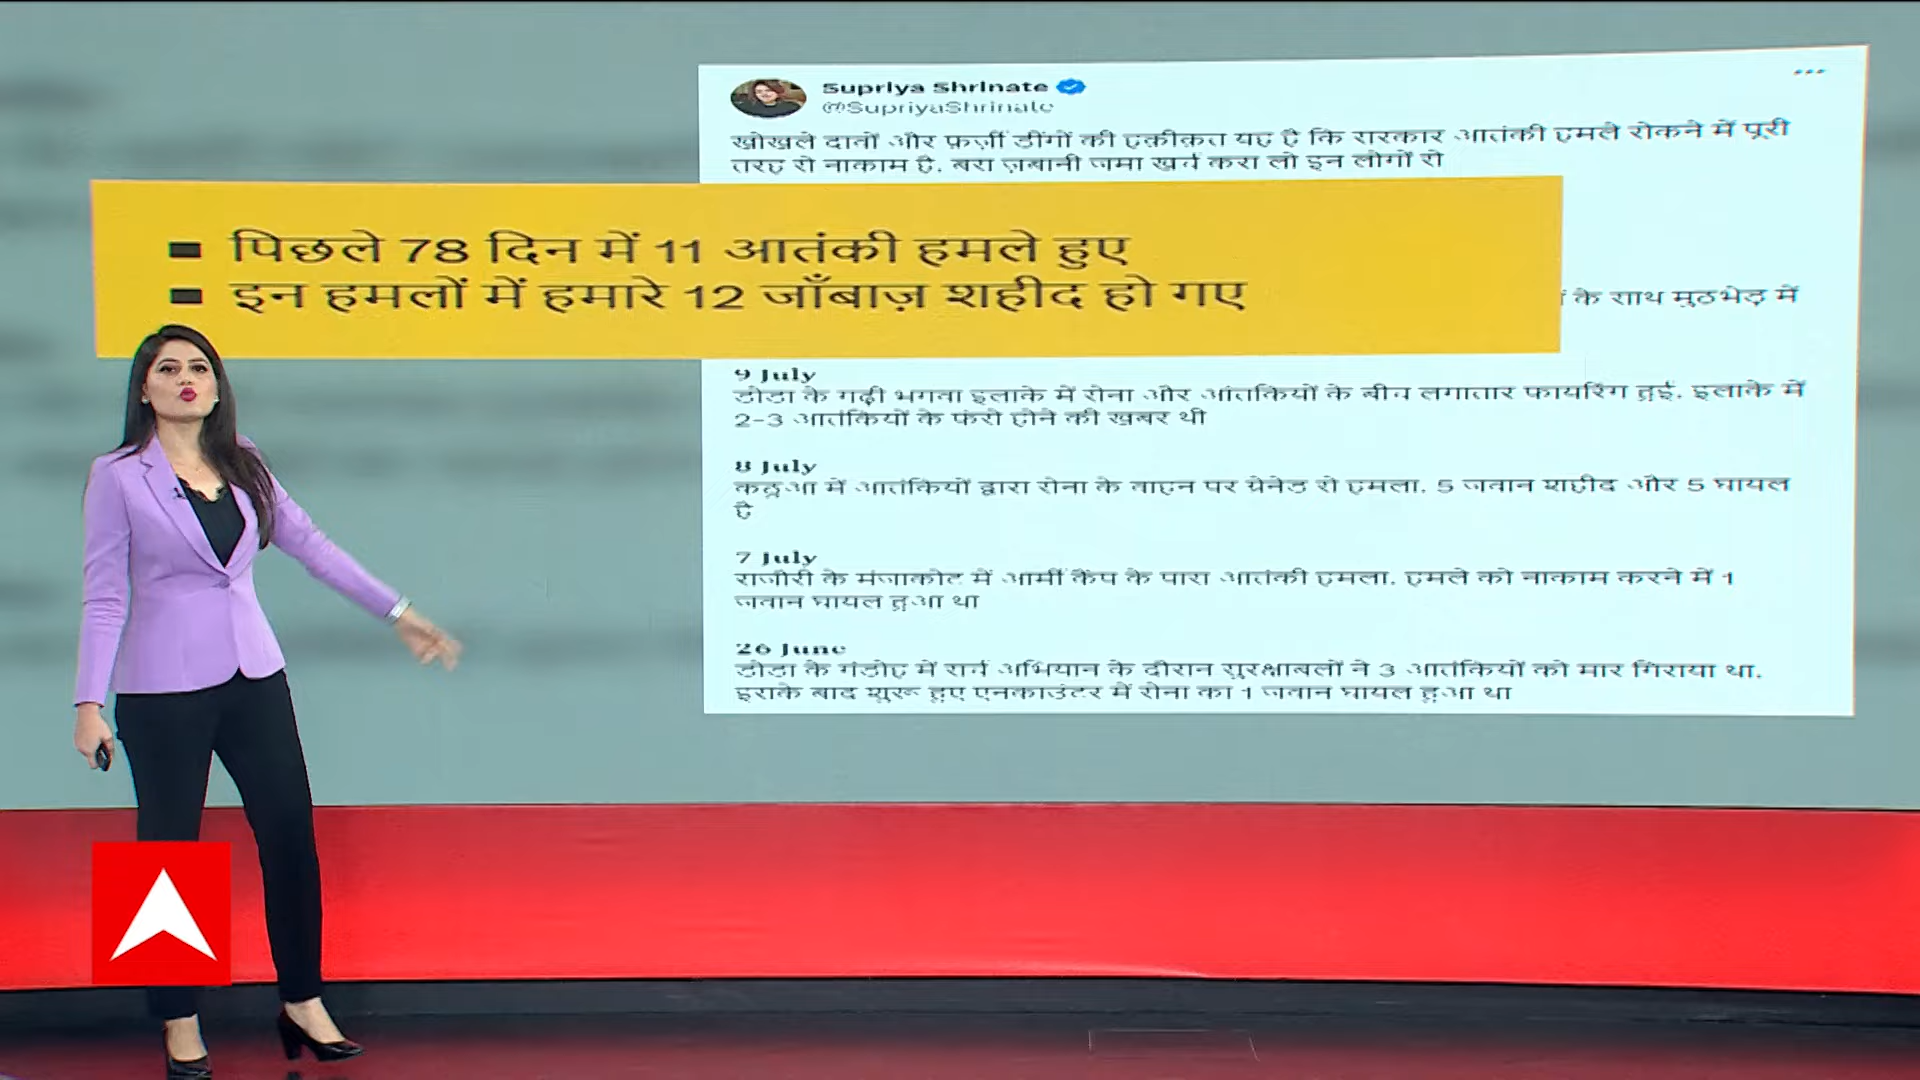 Supriya Shrinate
@SupriyaShrinate
खोखले दावों और फ़र्ज़ी डींगों की हक़ीक़त यह है कि सरकार आतंकी हमले रोकने में पूरी
तरह से नाकाम है. बस ज़बानी जमा खर्च करा लो इन लोगों से
▪ पिछले 78 दिन में 11 आतंकी हमले हुए
▪ इन हमलों में हमारे 12 जाँबाज़ शहीद हो गए
के साथ मुठभेड़ में
9 July
डोडा के गढ़ी भगवा इलाके में सेना और आंतकियों के बीच लगातार फायरिंग हुई. इलाके में
2-3 आतंकियों के फंसे होने की खबर थी
8 July
कठुआ में आतंकियों द्वारा सेना के वाहन पर ग्रेनेड से हमला. 5 जवान शहीद और 5 घायल
है
7 July
राजौरी के मंजाकोट में आर्मी कैंप के पास आतंकी हमला. हमले को नाकाम करने में 1
जवान घायल हुआ था
26 June
डोडा के गंडोह में सर्च अभियान के दौरान सुरक्षाबलों ने 3 आतंकियों को मार गिराया था.
इसके बाद शुरू हुए एनकाउंटर में सेना का 1 जवान घायल हुआ था